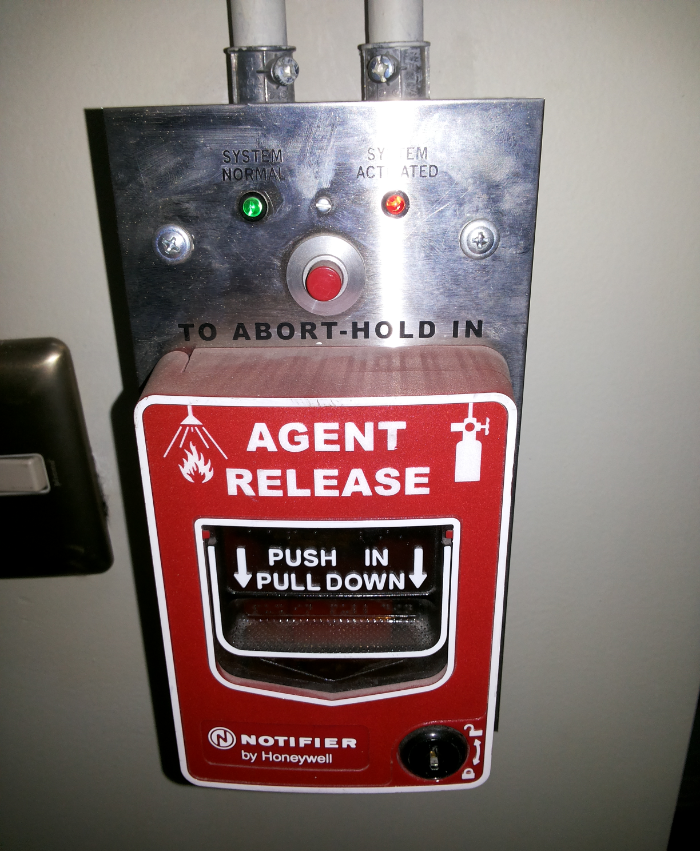 SYSTEM
NORMAL
SYSTEM
ACTIVATED
TO ABORT-HOLD IN
AGENT
RELEASE
PUSH IN
PULL DOWN
NOTIFIER
by Honeywell